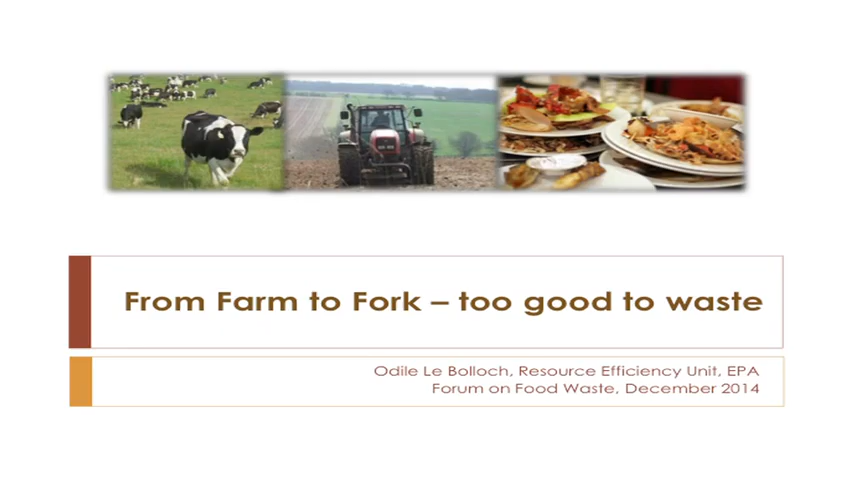 From Farm to Fork – too good to waste
Odile Le Bolloch, Resource Efficiency Unit, EPA
Forum on Food Waste, December 2014